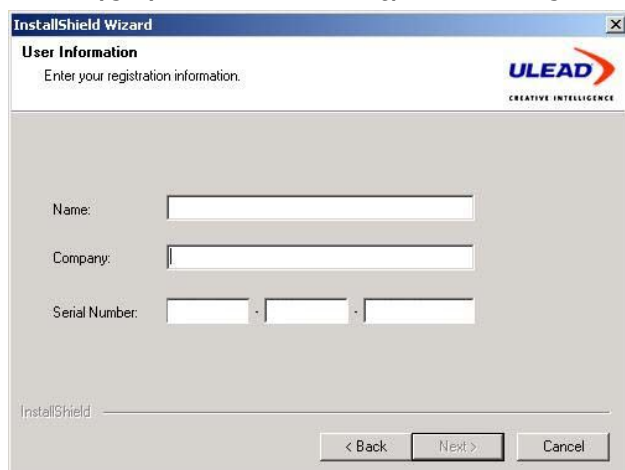 InstallShield Wizard
User Information
Enter your registration information.
ULEAD
CREATIVE INTELLIGENCE
Name:
Company:
Serial Number:
-
-
InstallShield
< Back
Next >
Cancel